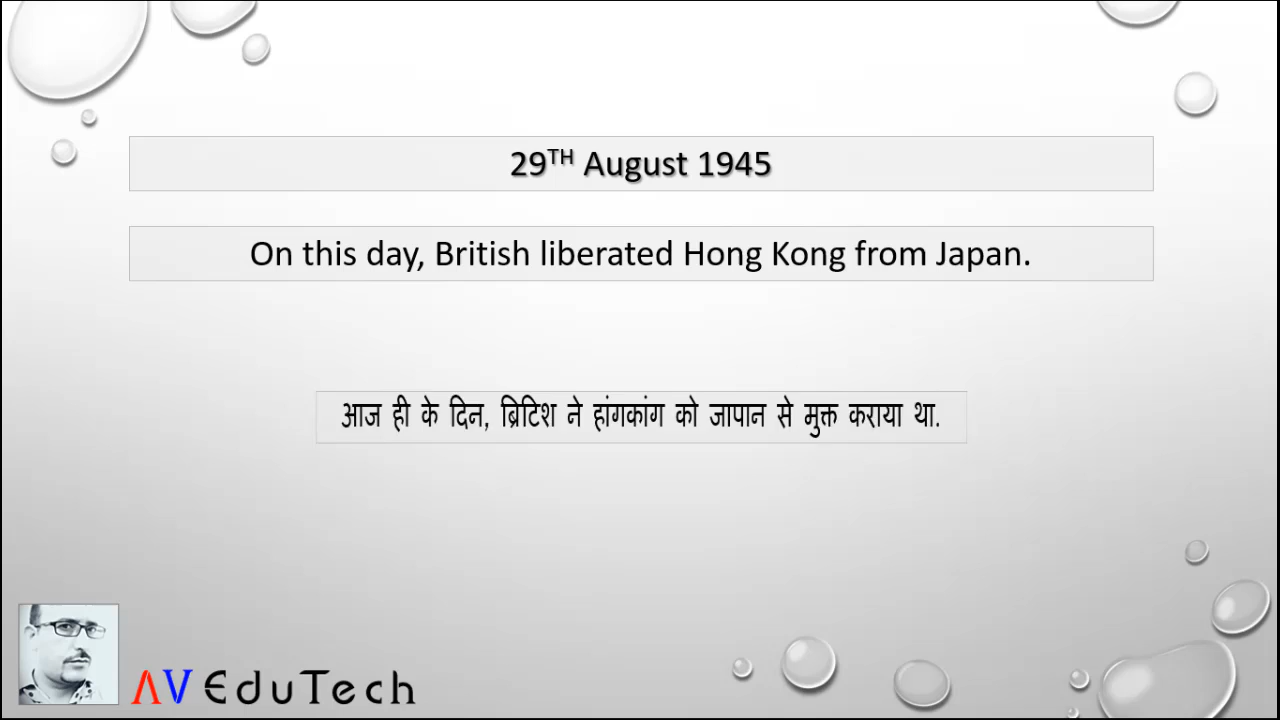 29TH August 1945
On this day, British liberated Hong Kong from Japan.
आज ही के दिन, ब्रिटिश ने हांगकांग को जापान से मुक्त कराया था.
AV EduTech